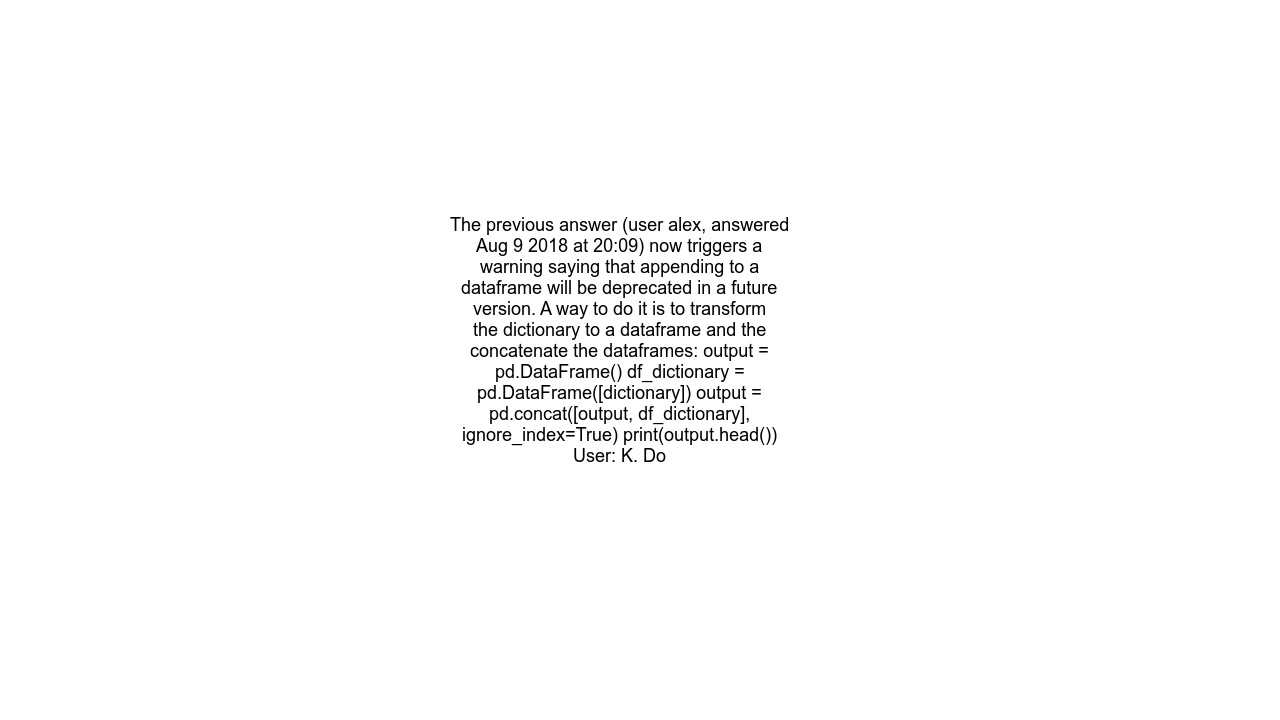 The previous answer (user alex, answered
Aug 9 2018 at 20:09) now triggers a
warning saying that appending to a
dataframe will be deprecated in a future
version. A way to do it is to transform
the dictionary to a dataframe and the
concatenate the dataframes: output =
pd.DataFrame() df_dictionary =
pd.DataFrame([dictionary]) output =
pd.concat([output, df_dictionary],
ignore_index=True) print(output.head())
User: K. Do